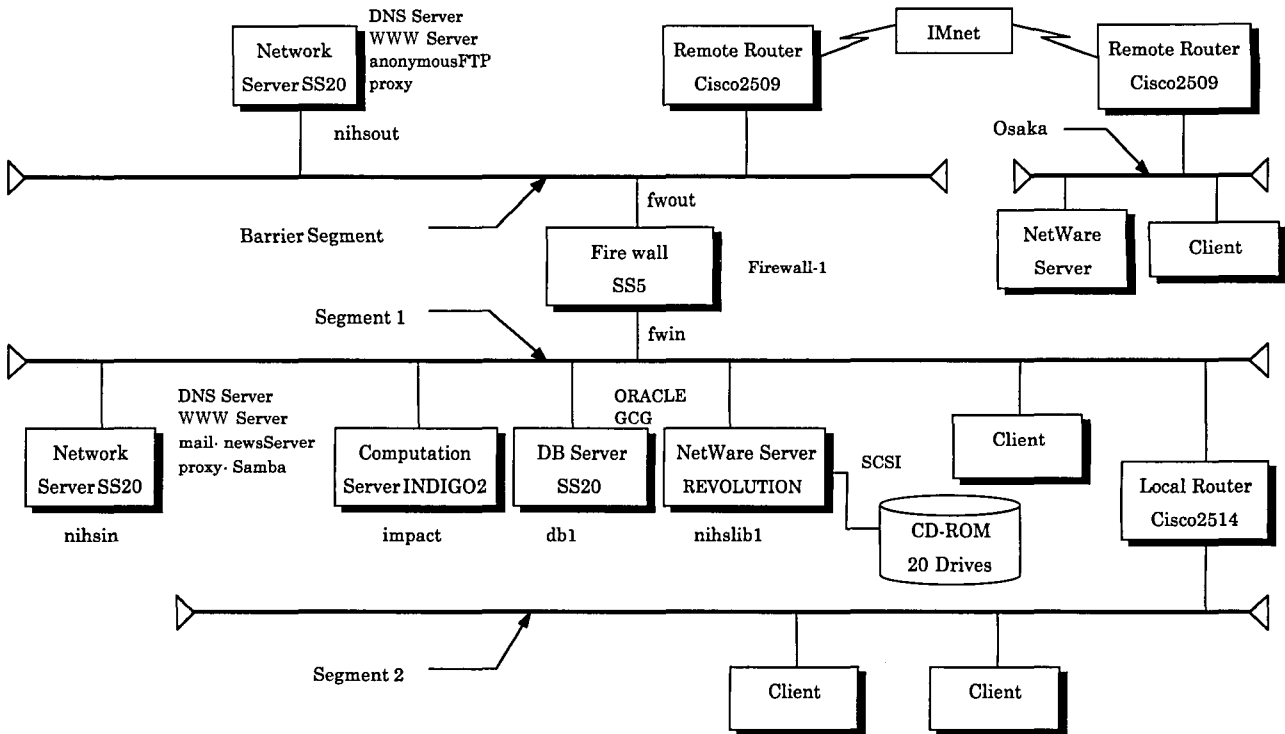 DNS Server
WWW Server
anonymousFTP
proxy
Network
Server SS20
nihsout
Remote Router
Cisco2509
IMnet
Remote Router
Cisco2509
Osaka
Barrier Segment
fwout
Fire wall
SS5
Firewall-1
NetWare
Server
Client
Segment 1
fwin
DNS Server
WWW Server
mail· newsServer
proxy· Samba
Network
Server SS20
nihsin
Computation
Server INDIGO2
impact
ORACLE
GCG
DB Server
SS20
db1
NetWare Server
REVOLUTION
nihslib1
SCSI
CD-ROM
20 Drives
Client
Local Router
Cisco2514
Segment 2
Client
Client